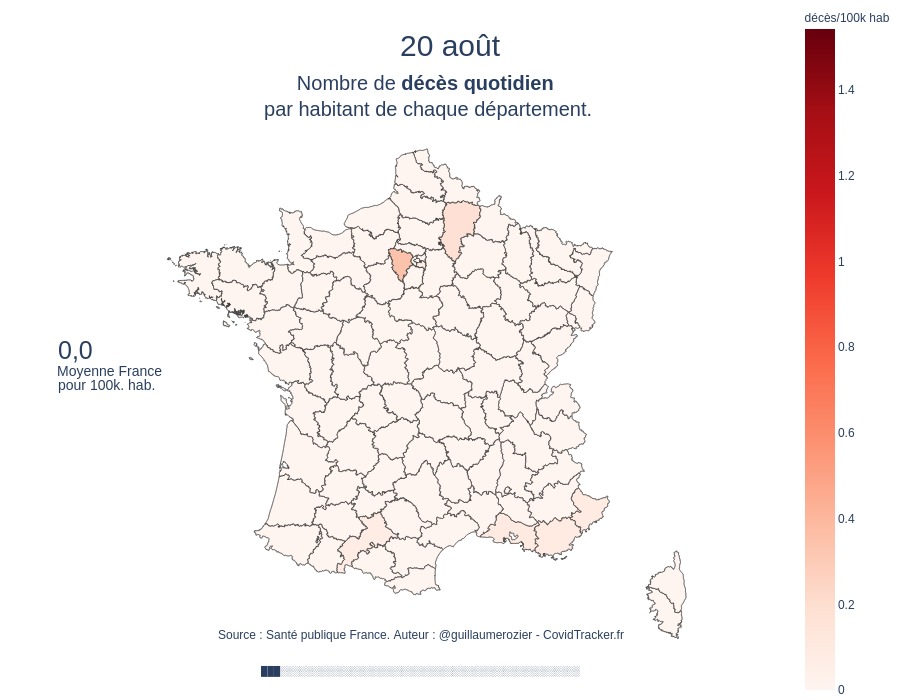 décès/100k hab
20 août
Nombre de décès quotidien
par habitant de chaque département.
1.4
1.2
1
0.8
0.6
0.4
0.2
0
0,0
Moyenne France
pour 100k. hab.
Source : Santé publique France. Auteur : @guillaumerozier - CovidTracker.fr